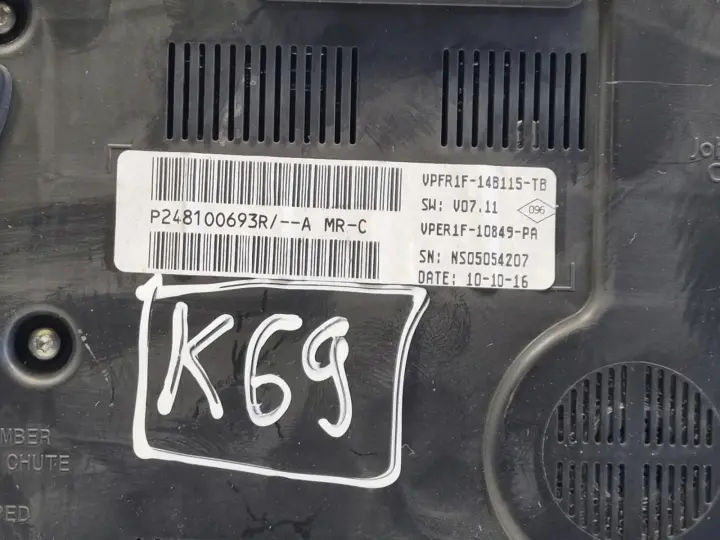 VPFR1F-14B115-TB
SW: V07.11
096
P248100693R/--A MR-C
VPER1F-10849-PA
SN: NS05054207
DATE: 10-10-16
K69
MBER
CHUTE
PED